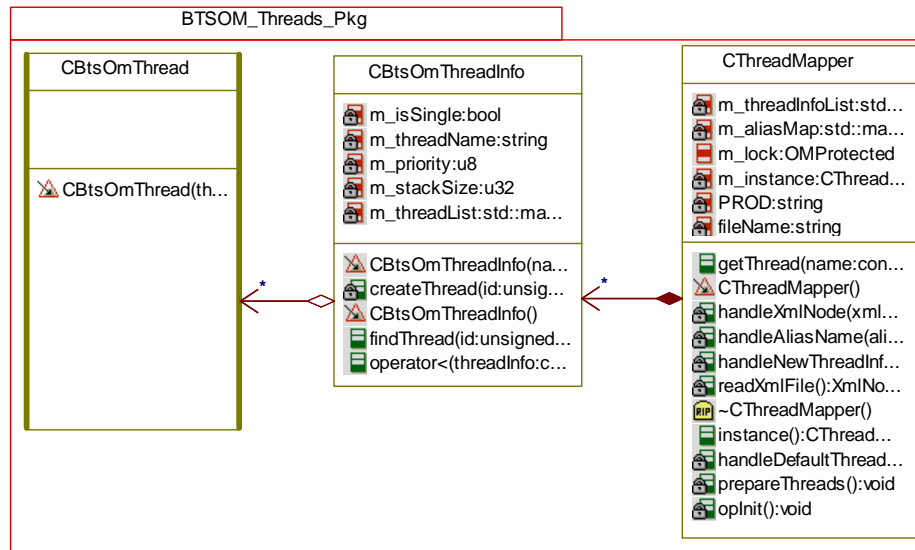 BTSOM_Threads_Pkg
CBtsOmThread
CBtsOmThread(th...
CBtsOmThreadInfo
m_isSingle:bool
m_threadName:string
m_priority:u8
m_stackSize:u32
m_threadList:std::ma...
CBtsOmThreadInfo(na...
createThread(id:unsig...
CBtsOmThreadInfo()
findThread(id:unsigned...
operator<(threadInfo:c...
CThreadMapper
m_threadInfoList:std...
m_aliasMap:std::ma...
m_lock:OMProtected
m_instance:CThread...
PROD:string
fileName:string
getThread(name:con...
CThreadMapper()
handleXmlNode(xml...
handleAliasName(ali...
handleNewThreadInf...
readXmlFile():XmlNo...
RIP ~CThreadMapper()
instance():CThread...
handleDefaultThread...
prepareThreads():void
opInit():void
*
*